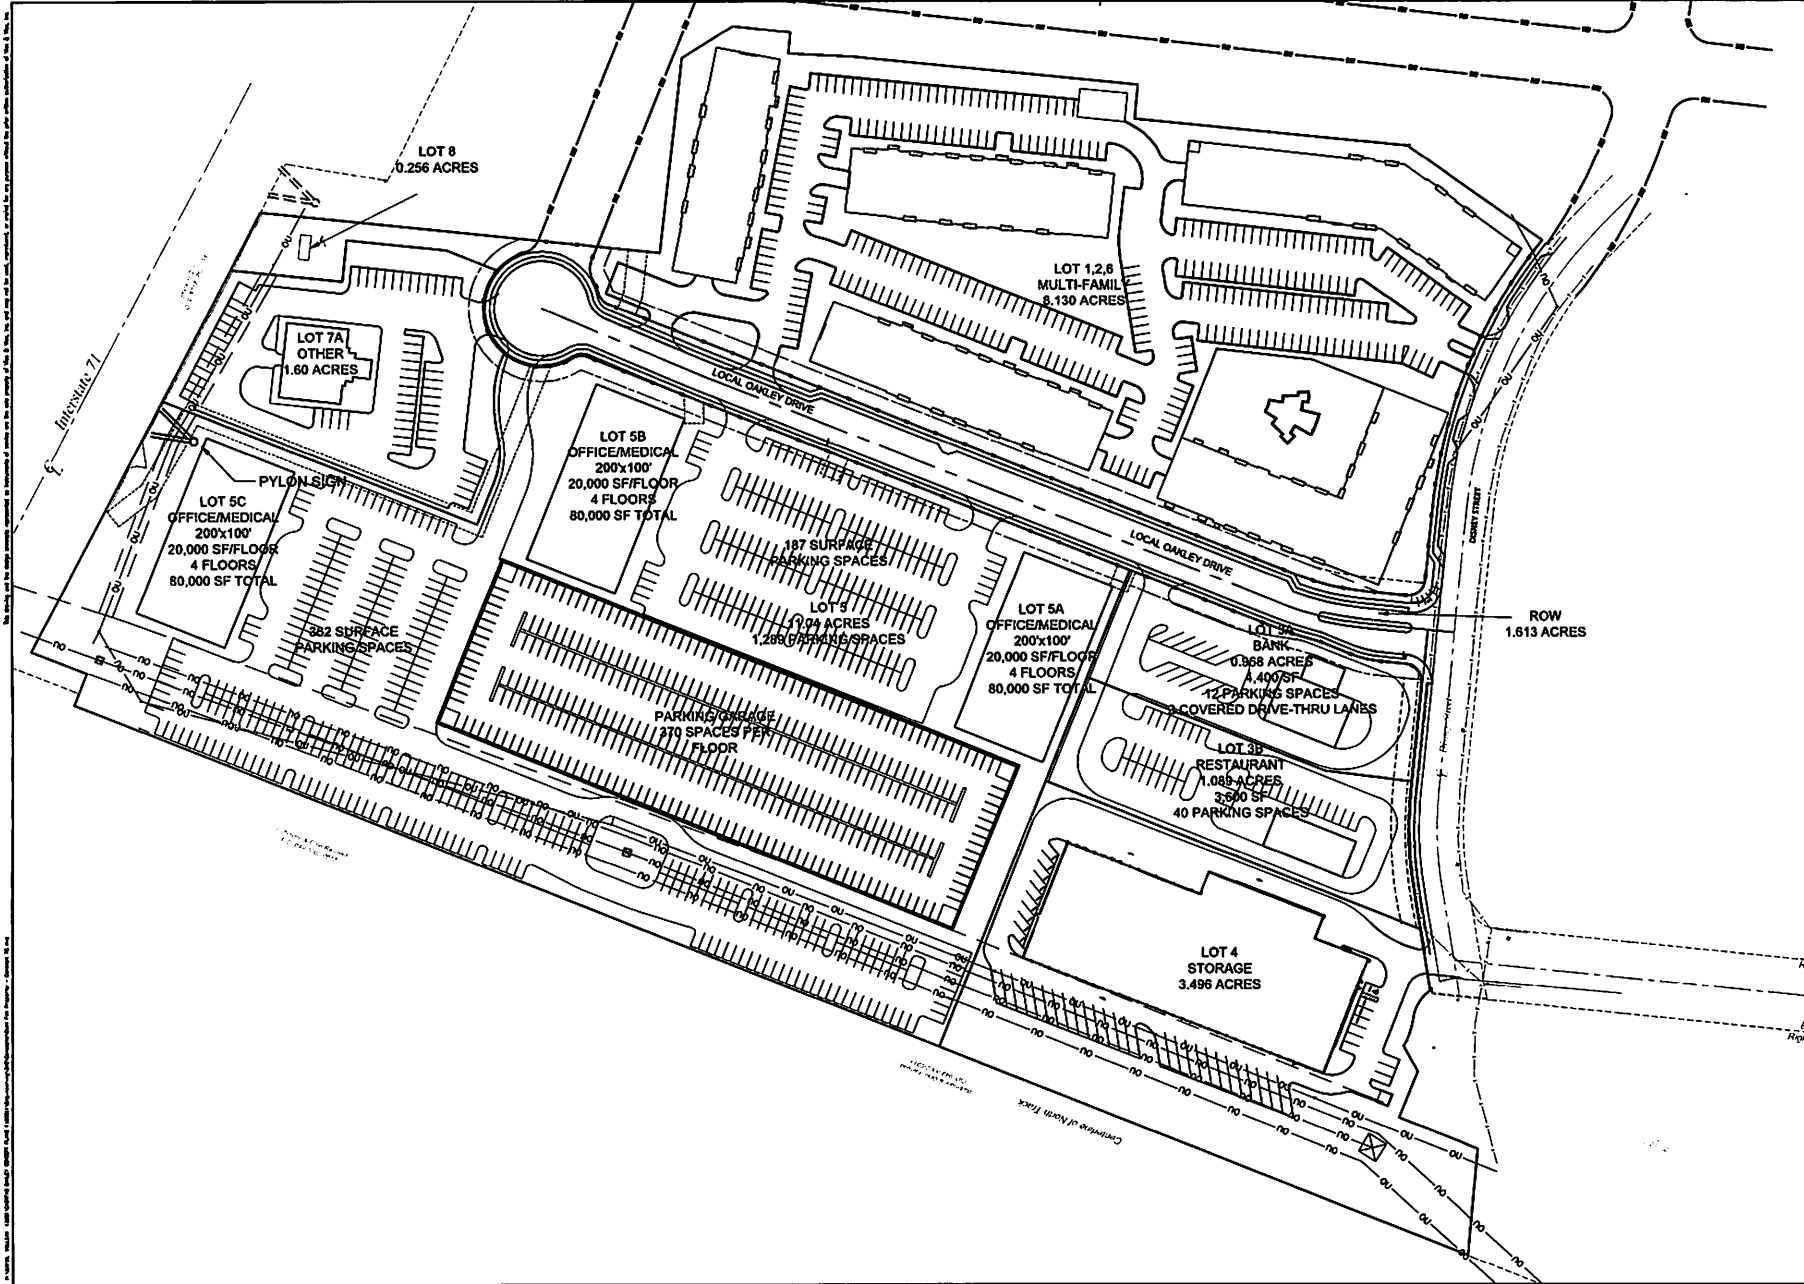 LOT 8
0.256 ACRES
LOT 1,2,6
MULTI-FAMILY
8.130 ACRES
LOT 7A
OTHER
1.60 ACRES
Interstate 71
PYLON SIGN
LOCAL OAKLEY DRIVE
LOT 5B
OFFICE/MEDICAL
200'x100'
20,000 SF/FLOOR
4 FLOORS
80,000 SF TOTAL
LOT 5C
OFFICE/MEDICAL
200'x100'
20,000 SF/FLOOR
4 FLOORS
80,000 SF TOTAL
187 SURFACE
PARKING SPACES
LOCAL OAKLEY DRIVE
DISNEY STREET
LOT 5
11.04 ACRES
1,289 PARKING SPACES
LOT 5A
OFFICE/MEDICAL
200'x100'
20,000 SF/FLOOR
4 FLOORS
80,000 SF TOTAL
ROW
1.613 ACRES
362 SURFACE
PARKING SPACES
LOT 3A
BANK
0.968 ACRES
4,400 SF
12 PARKING SPACES
COVERED DRIVE-THRU LANES
PARKING GARAGE
370 SPACES PER
FLOOR
LOT 3B
RESTAURANT
1.089 ACRES
3,600 SF
40 PARKING SPACES
LOT 4
STORAGE
3.496 ACRES
Centerline of North Track